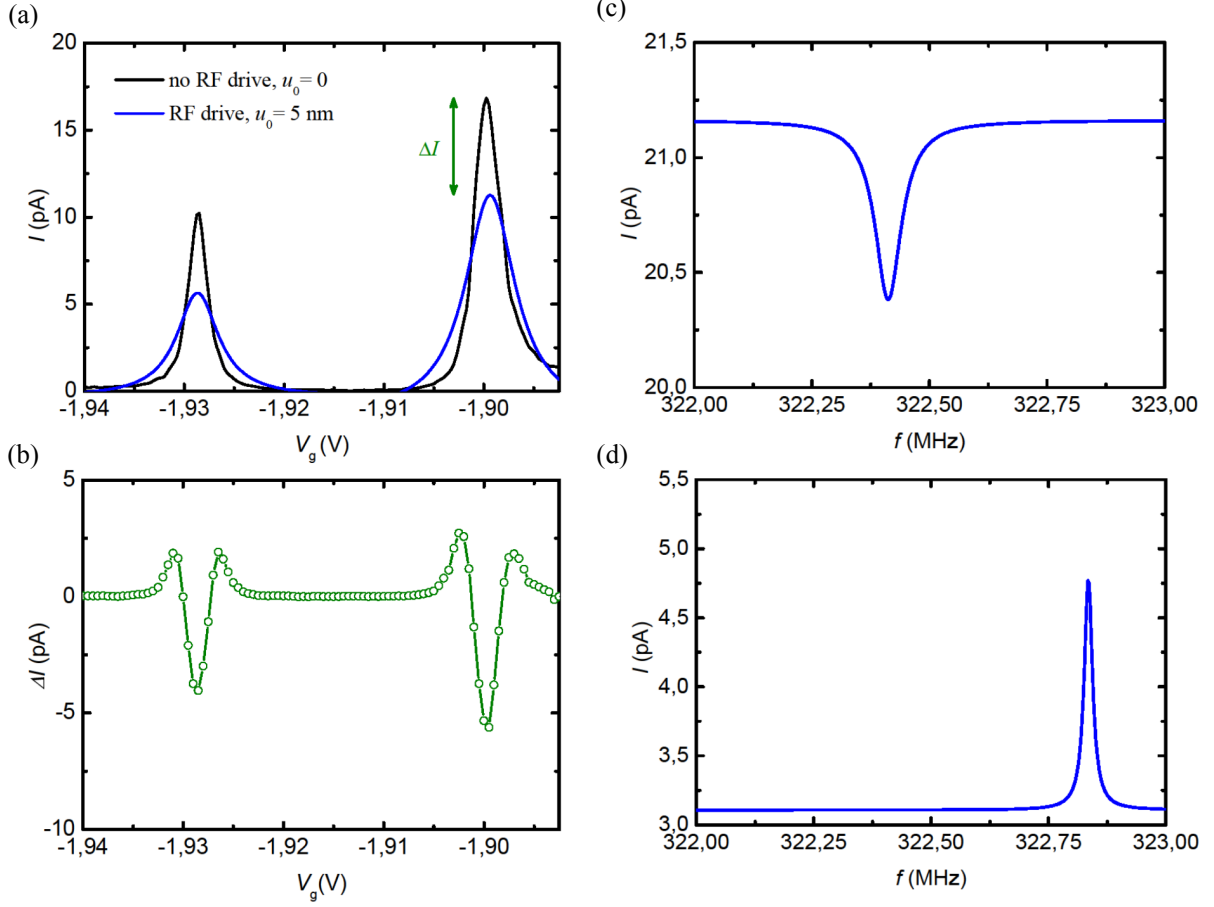 (a)
20
15
10
5
0
I (pA)
no RF drive, u₀= 0
RF drive, u₀= 5 nm
ΔI
-1,94
-1,93
-1,92
-1,91
-1,90
Vg (V)
(b)
5
0
-5
-10
ΔI (pA)
-1,94
-1,93
-1,92
-1,91
-1,90
Vg(V)
(c)
21,5
21,0
20,5
20,0
I (pA)
322,00
322,25
322,50
322,75
323,00
f (MHz)
(d)
5,5
5,0
4,5
4,0
3,5
3,0
I (pA)
322,00
322,25
322,50
322,75
323,00
f (MHz)